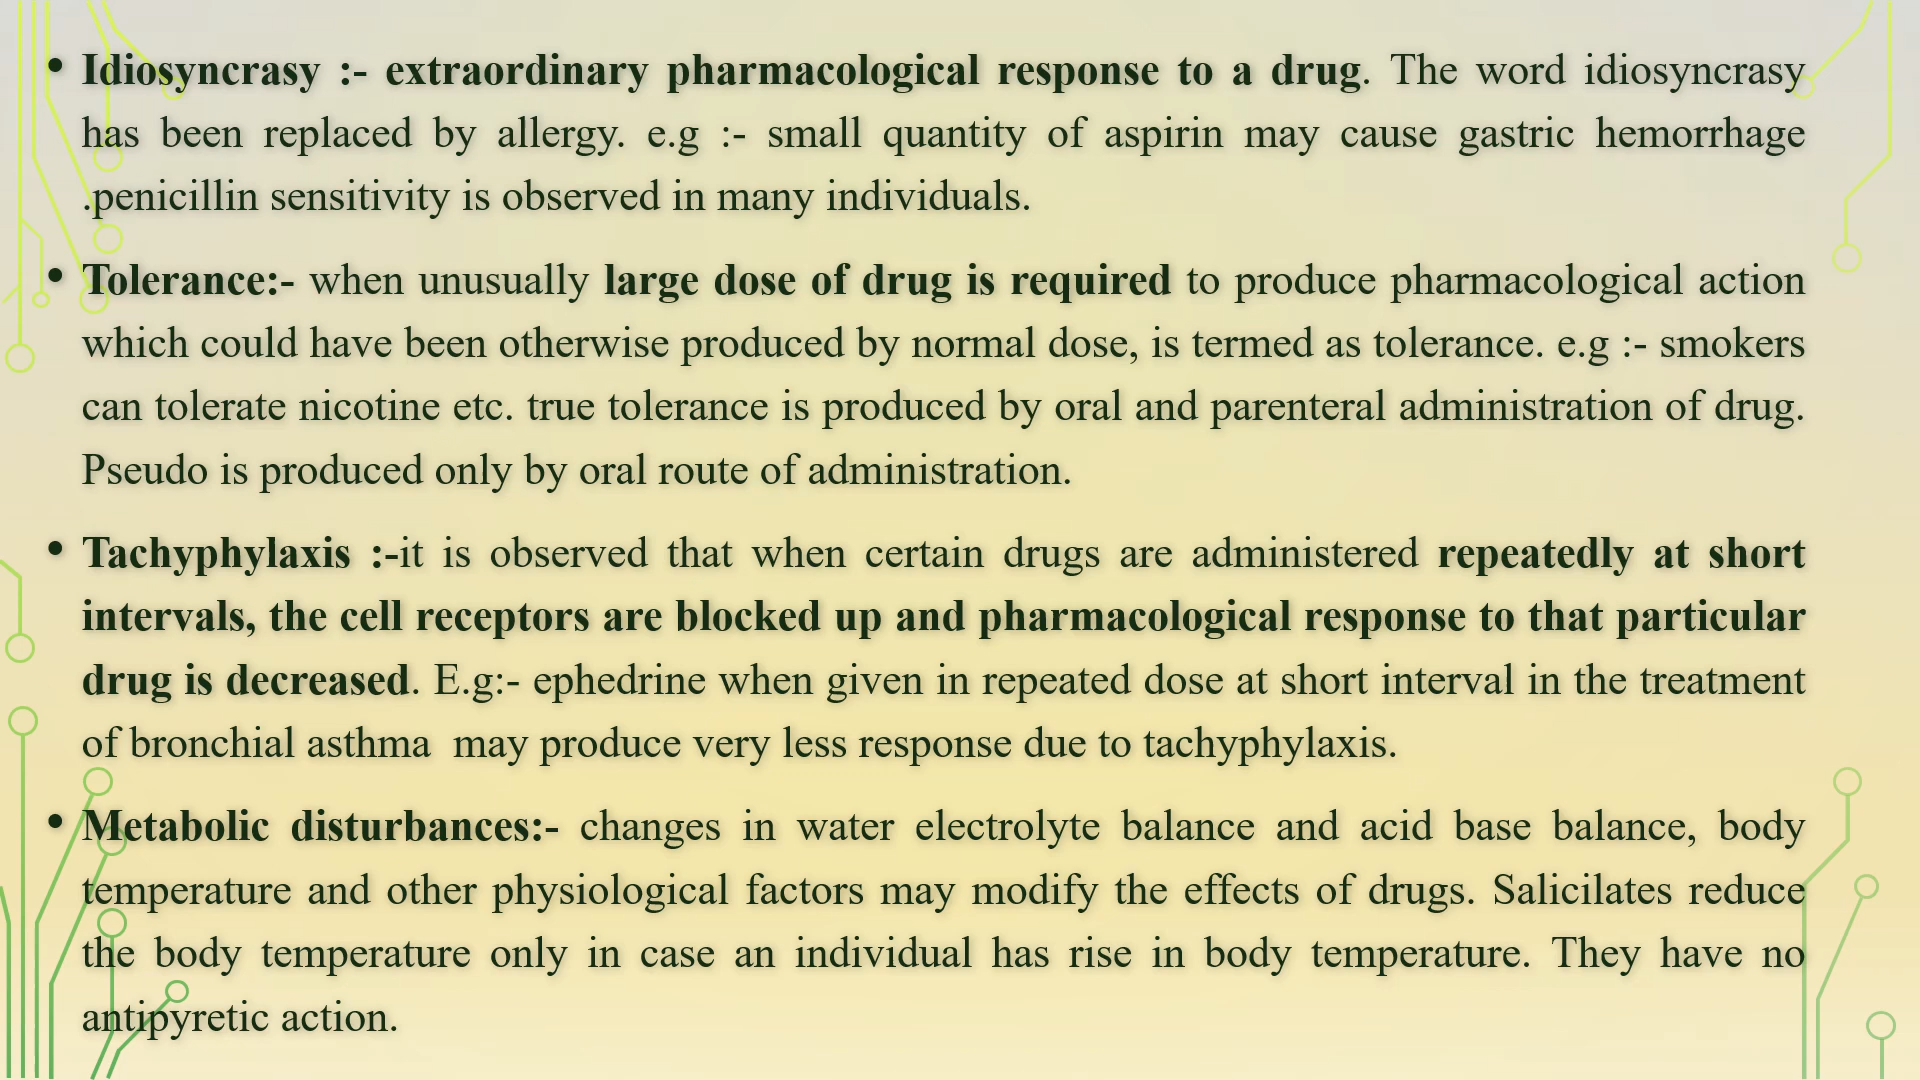 • Idiosyncrasy :- extraordinary pharmacological response to a drug. The word idiosyncrasy
has been replaced by allergy. e.g :- small quantity of aspirin may cause gastric hemorrhage
.penicillin sensitivity is observed in many individuals.
• Tolerance:- when unusually large dose of drug is required to produce pharmacological action
which could have been otherwise produced by normal dose, is termed as tolerance. e.g :- smokers
can tolerate nicotine etc. true tolerance is produced by oral and parenteral administration of drug.
Pseudo is produced only by oral route of administration.
• Tachyphylaxis :-it is observed that when certain drugs are administered repeatedly at short
intervals, the cell receptors are blocked up and pharmacological response to that particular
drug is decreased. E.g:- ephedrine when given in repeated dose at short interval in the treatment
of bronchial asthma  may produce very less response due to tachyphylaxis.
• Metabolic disturbances:- changes in water electrolyte balance and acid base balance, body
temperature and other physiological factors may modify the effects of drugs. Salicilates reduce
the body temperature only in case an individual has rise in body temperature. They have no
antipyretic action.